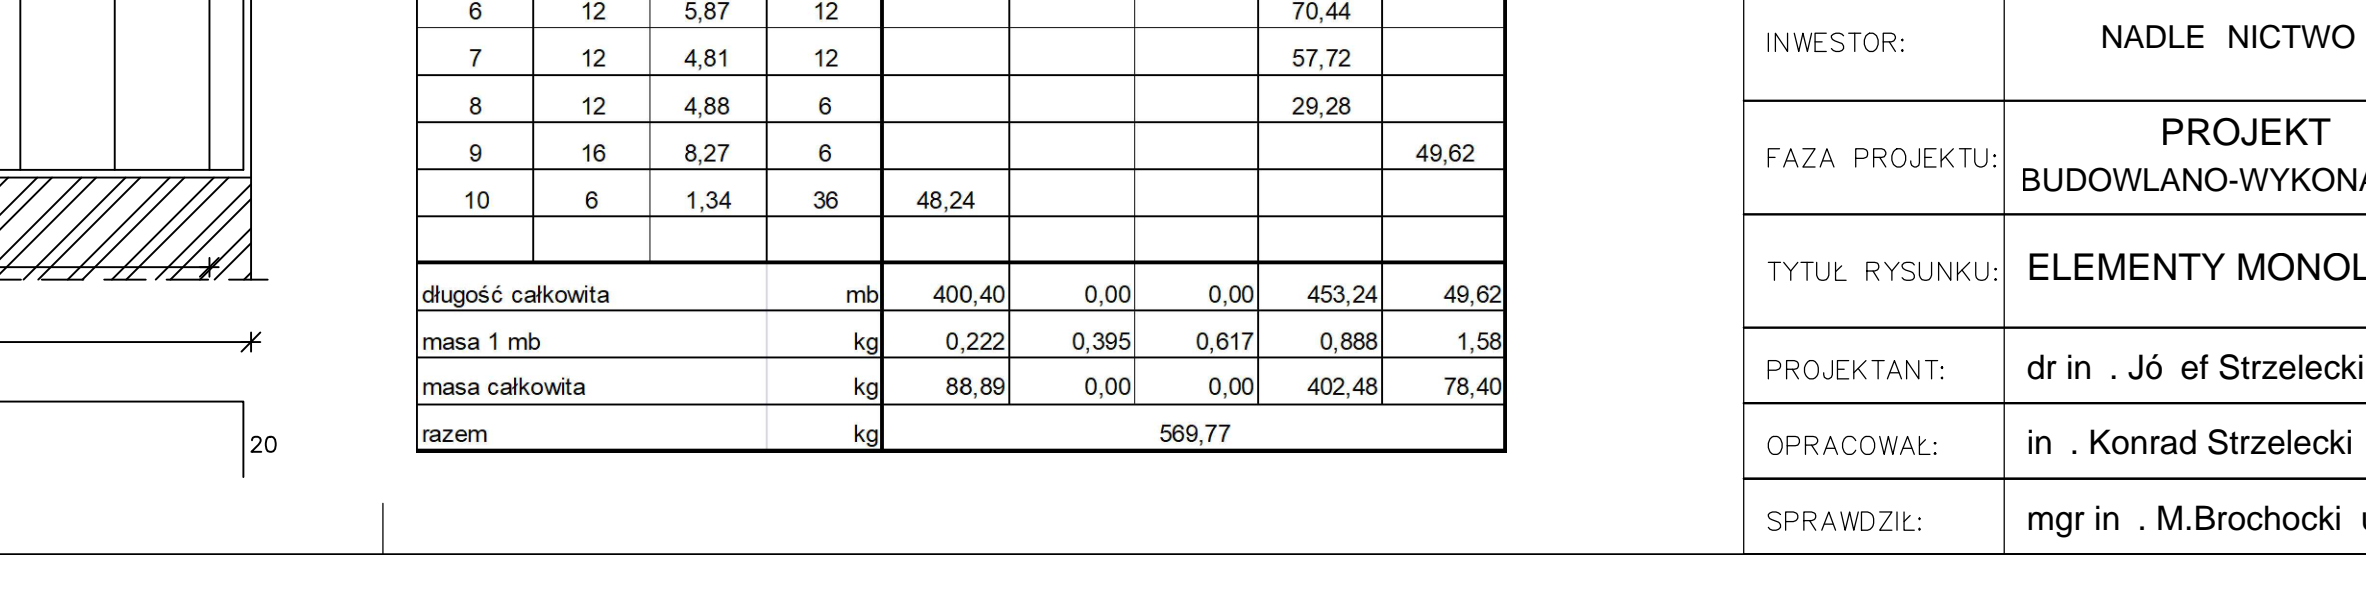 6 12 5,87 12 70,44
7 12 4,81 12 57,72
8 12 4,88 6 29,28
9 16 8,27 6 49,62
10 6 1,34 36 48,24
długość całkowita mb 400,40 0,00 0,00 453,24 49,62
masa 1 mb kg 0,222 0,395 0,617 0,888 1,58
masa całkowita kg 88,89 0,00 0,00 402,48 78,40
razem kg 569,77
20
INWESTOR: NADLE NICTWO
FAZA PROJEKTU: PROJEKT
BUDOWLANO-WYKONA
TYTUŁ RYSUNKU: ELEMENTY MONOL
PROJEKTANT: dr in . Jó ef Strzelecki
OPRACOWAŁ: in . Konrad Strzelecki
SPRAWDZIŁ: mgr in . M.Brochocki